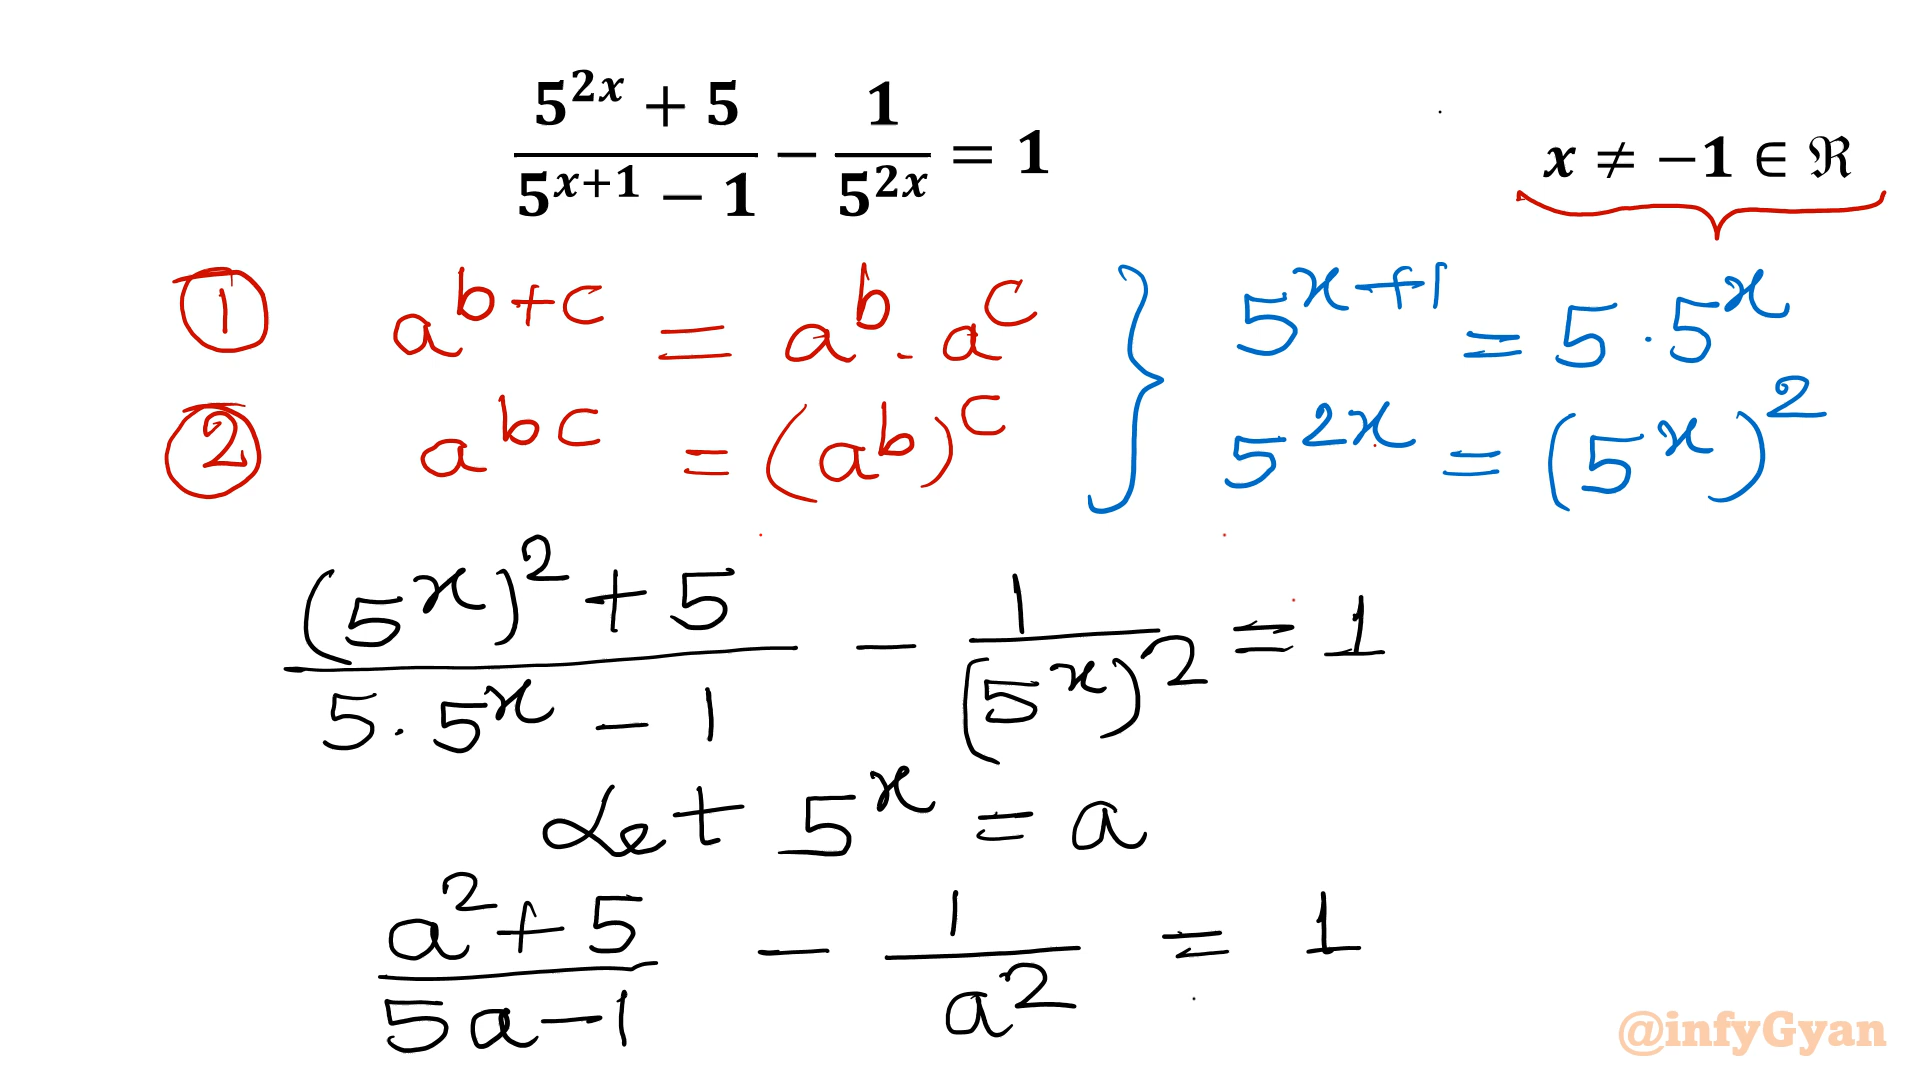 (5^{2x} + 5)/(5^{x+1} − 1) − 1/5^{2x} = 1
x ≠ −1 ∈ ℜ
① a^{b+c} = a^b . a^c } 5^{x+1} = 5 . 5^x
② a^{bc} = (a^b)^c 5^{2x} = (5^x)^2
((5^x)^2 + 5)/(5 . 5^x − 1) − 1/(5^x)^2 = 1
Let 5^x = a
(a^2 + 5)/(5a − 1) − 1/a^2 = 1
@infyGyan